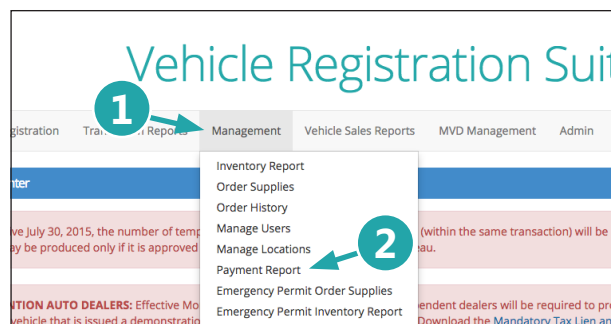 Vehicle Registration Suit
1
gistration Tran Reports Management Vehicle Sales Reports MVD Management Admin
nter
Inventory Report
Order Supplies
Order History
Manage Users
Manage Locations
Payment Report
Emergency Permit Order Supplies
Emergency Permit Inventory Report
2
ve July 30, 2015, the number of temp (within the same transaction) will be
ay be produced only if it is approved eau.
NTION AUTO DEALERS: Effective Mo endent dealers will be required to pr
vehicle that is issued a demonstratio Download the Mandatory Tax Lien an